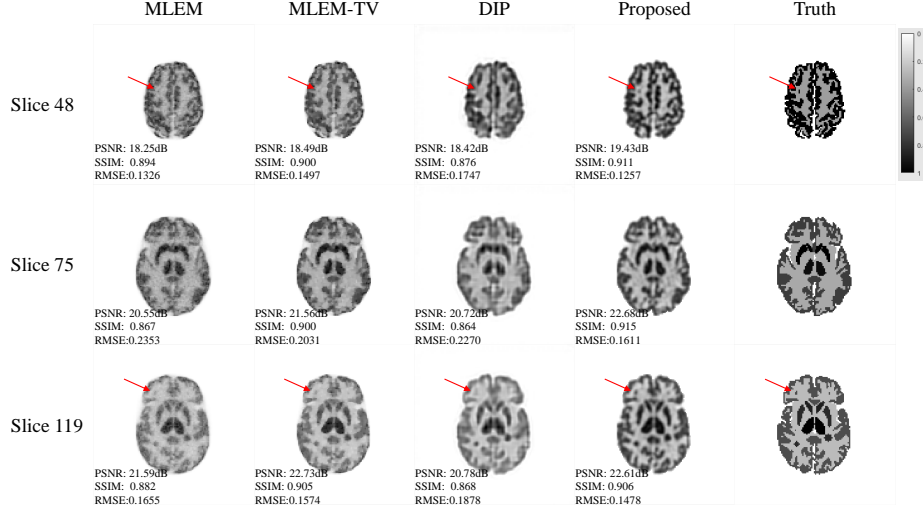 MLEM MLEM-TV DIP Proposed Truth
Slice 48
PSNR: 18.25dB PSNR: 18.49dB PSNR: 18.42dB PSNR: 19.43dB
SSIM: 0.894 SSIM: 0.900 SSIM: 0.876 SSIM: 0.911
RMSE:0.1326 RMSE:0.1497 RMSE:0.1747 RMSE:0.1257
0
1
Slice 75
PSNR: 20.55dB PSNR: 21.56dB PSNR: 20.72dB PSNR: 22.68dB
SSIM: 0.867 SSIM: 0.900 SSIM: 0.864 SSIM: 0.915
RMSE:0.2353 RMSE:0.2031 RMSE:0.2270 RMSE:0.1611
Slice 119
PSNR: 21.59dB PSNR: 22.73dB PSNR: 20.78dB PSNR: 22.61dB
SSIM: 0.882 SSIM: 0.905 SSIM: 0.868 SSIM: 0.906
RMSE:0.1655 RMSE:0.1574 RMSE:0.1878 RMSE:0.1478